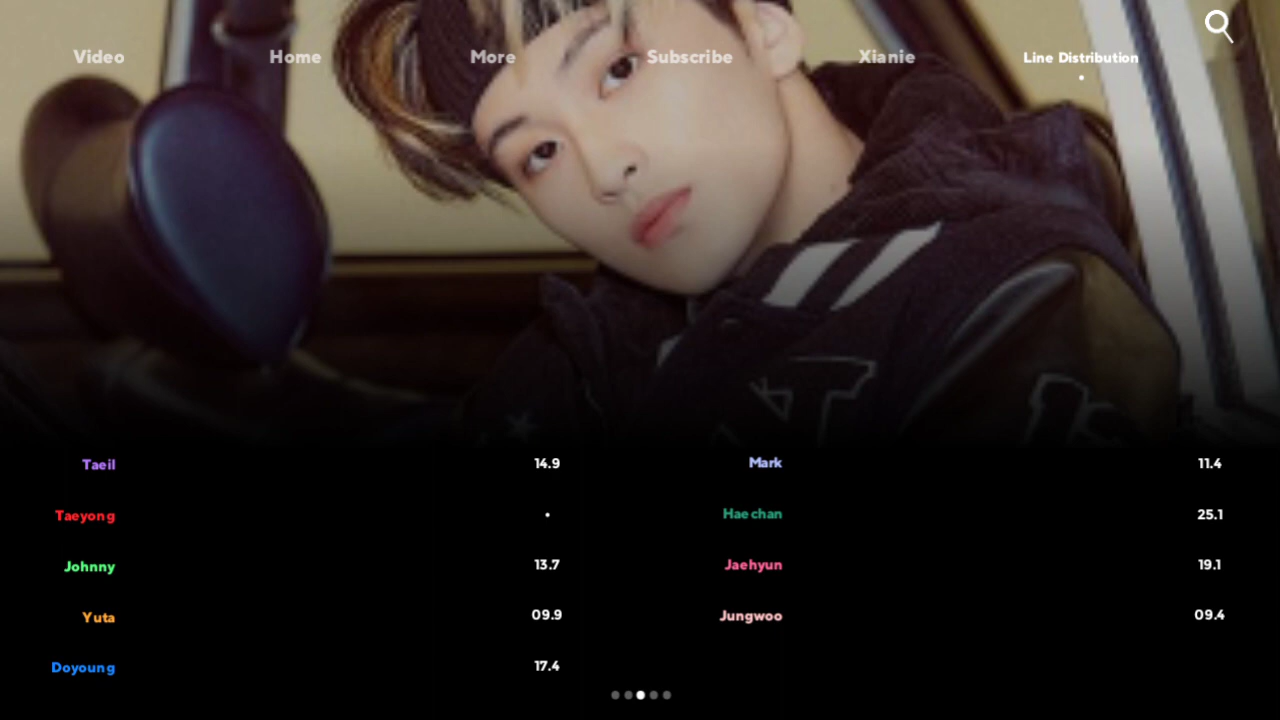 Video Home More Subscribe Xianie Line Distribution
Taeil 14.9
Taeyong •
Johnny 13.7
Yuta 09.9
Doyoung 17.4
Mark 11.4
Haechan 25.1
Jaehyun 19.1
Jungwoo 09.4